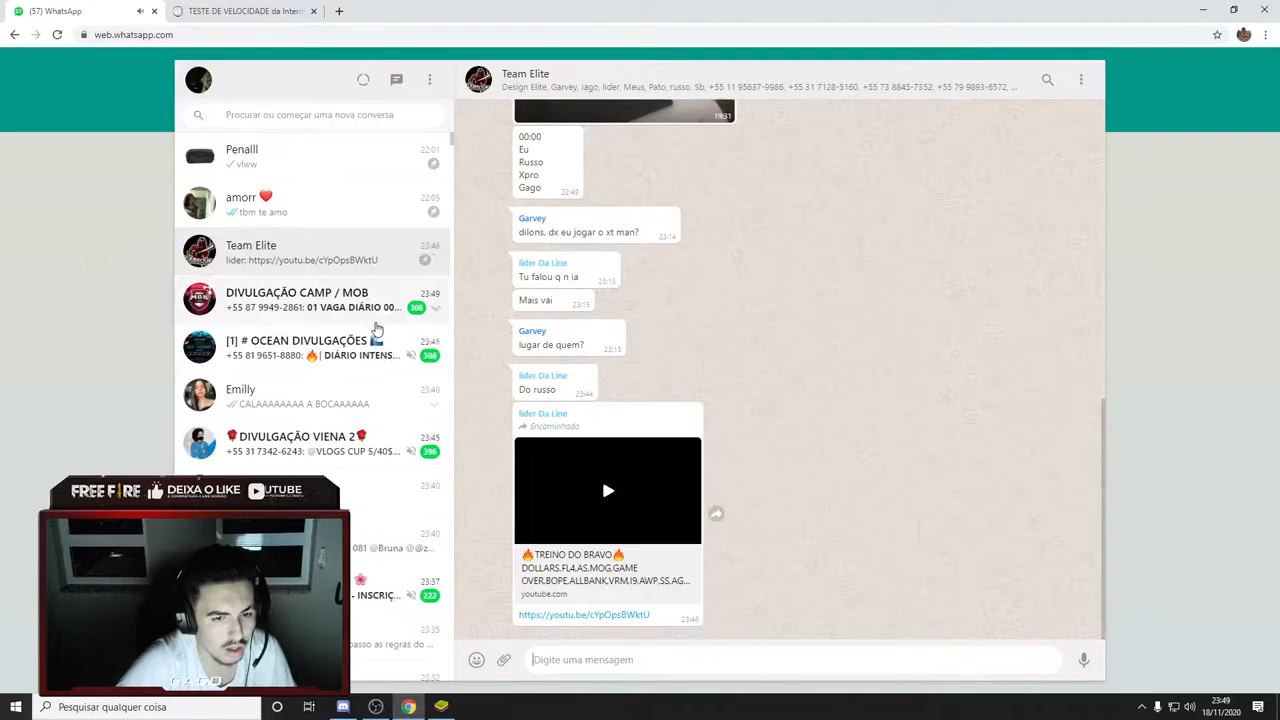 (57) WhatsApp
TESTE DE VELOCIDADE da Intern
web.whatsapp.com
Procurar ou começar uma nova conversa
Penalll
22:01
vlww
amorr ❤️
22:05
tbm te amo
Team Elite
23:46
lider: https://youtu.be/cYpOpsBWktU
DIVULGAÇÃO CAMP / MOB
23:49
+55 87 9949-2861: 01 VAGA DIÁRIO 00...
366
[1] # OCEAN DIVULGAÇÕES
23:49
+55 81 9651-8880: 🔥| DIÁRIO INTENS...
308
Emilly
23:48
CALAAAAAAAA A BOCAAAAAA
🌹DIVULGAÇÃO VIENA 2🌹
23:45
+55 31 7342-6243: @VLOGS CUP 5/40$...
396
23:40
23:40
081 @Bruna @@z...
🌸
23:37
- INSCRIÇ...
222
23:35
passo as regras do ...
23:32
Team Elite
Design Elite, Garvey, Iago, lider, Meus, Pato, russo, Sb, +55 11 95637-9986, +55 31 7128-5160, +55 73 8845-7352, +55 79 9893-6572, ...
19:31
00:00
Eu
Russo
Xpro
Gago
22:49
Garvey
dilons, dx eu jogar o xt man?
23:14
lider Da Line
Tu falou q n ia
23:15
Mais vai
23:15
Garvey
lugar de quem?
23:15
lider Da Line
Do russo
23:44
lider Da Line
Encaminhada
🔥TREINO DO BRAVO🔥
DOLLARS,FL4,AS,MOG,GAME
OVER,BOPE,ALLBANK,VRM,I9,AWP,SS,AG...
youtube.com
https://youtu.be/cYpOpsBWktU
23:46
Digite uma mensagem
FREE FIRE
DEIXA O LIKE
YOUTUBE
Pesquisar qualquer coisa
23:49
18/11/2020